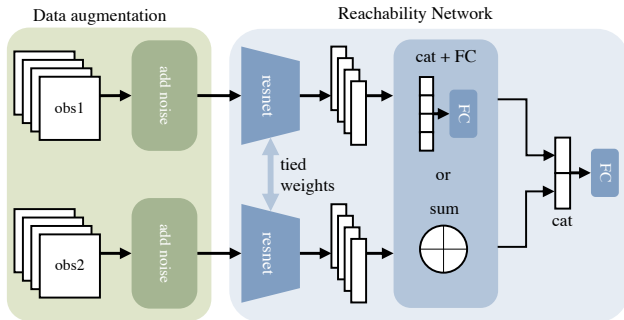 Data augmentation
Reachability Network
obs1
add noise
resnet
cat + FC
FC
or
sum
tied
weights
obs2
add noise
resnet
cat
FC